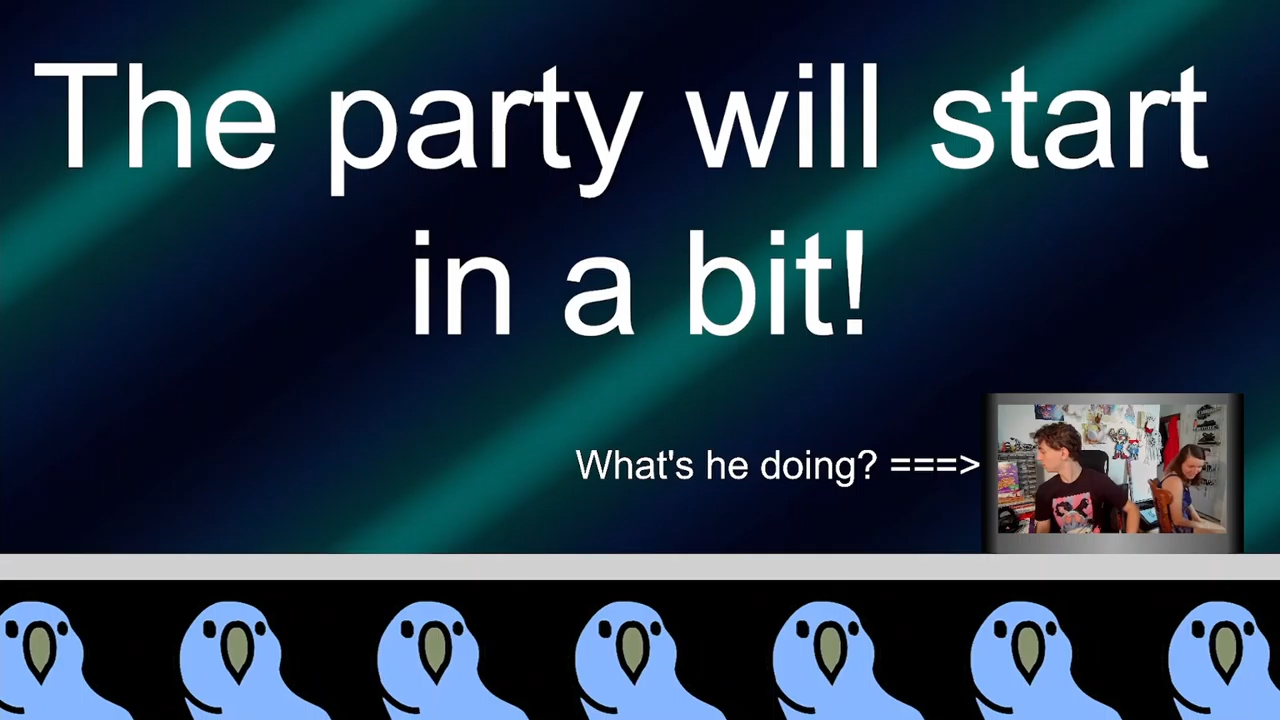 The party will start
in a bit!
What's he doing? ===>